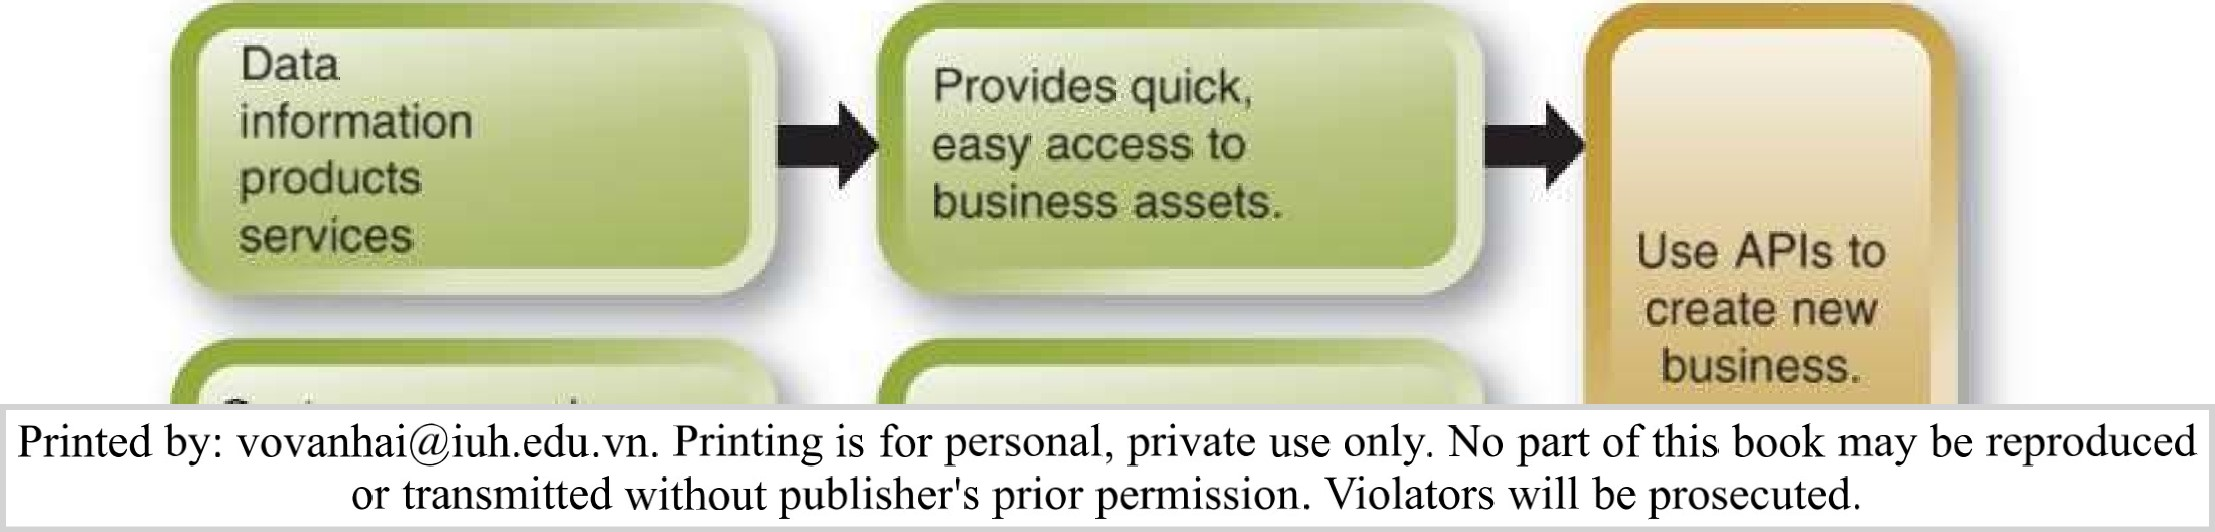 Data
information
products
services
Provides quick,
easy access to
business assets.
Use APIs to
create new
business.
Printed by: vovanhai@iuh.edu.vn. Printing is for personal, private use only. No part of this book may be reproduced
or transmitted without publisher's prior permission. Violators will be prosecuted.